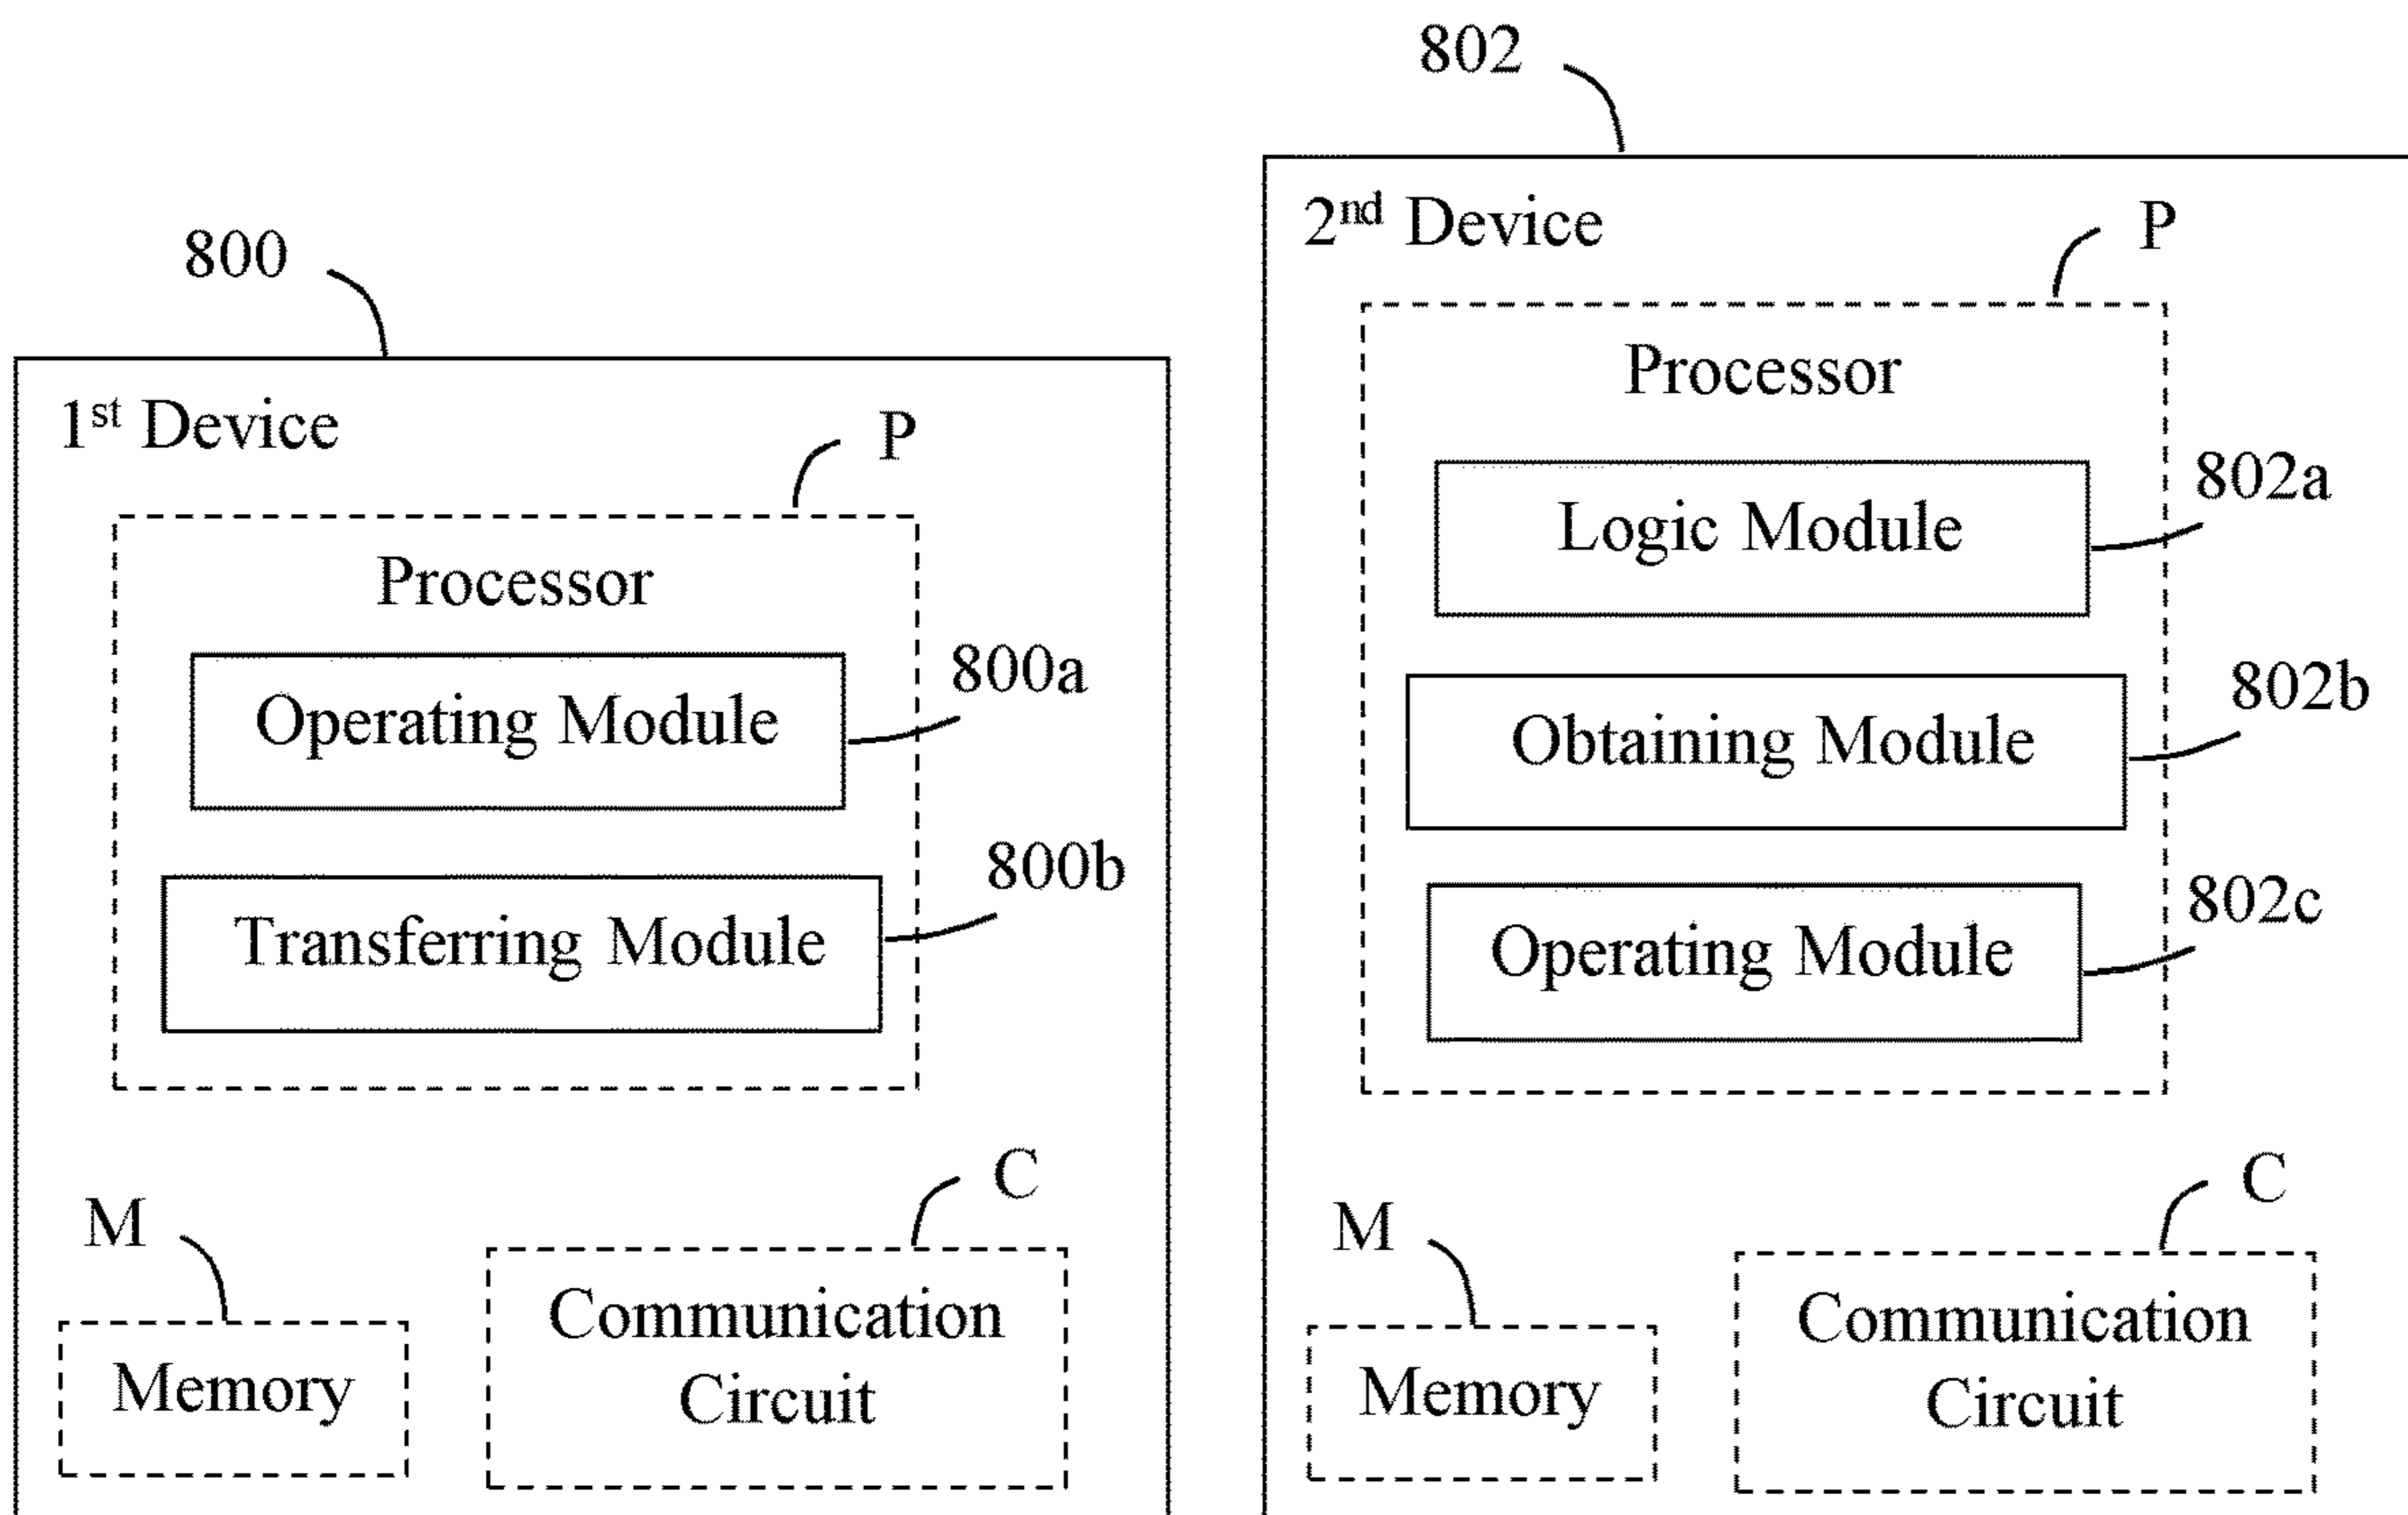 800
1st Device
P
Processor
Operating Module
800a
Transferring Module
800b
M
Memory
C
Communication
Circuit
802
2nd Device
P
Processor
Logic Module
802a
Obtaining Module
802b
Operating Module
802c
M
Memory
C
Communication
Circuit